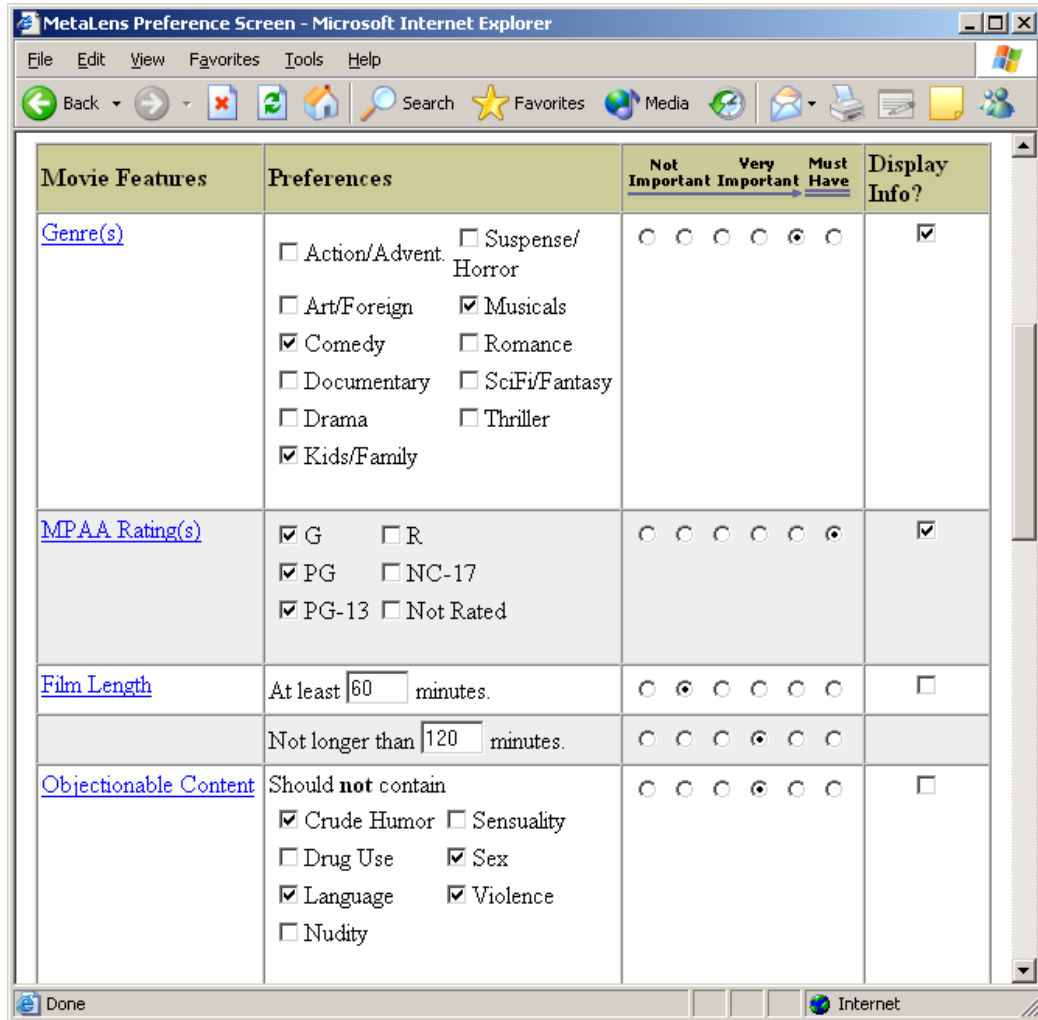 MetaLens Preference Screen - Microsoft Internet Explorer
File Edit View Favorites Tools Help
Back Search Favorites Media
Movie Features Preferences Not Important Very Important Must Have Display Info?
Genre(s)
Action/Advent. Suspense/
Horror
Art/Foreign Musicals
Comedy Romance
Documentary SciFi/Fantasy
Drama Thriller
Kids/Family
MPAA Rating(s)
G R
PG NC-17
PG-13 Not Rated
Film Length At least 60 minutes.
Not longer than 120 minutes.
Objectionable Content Should not contain
Crude Humor Sensuality
Drug Use Sex
Language Violence
Nudity
Done Internet